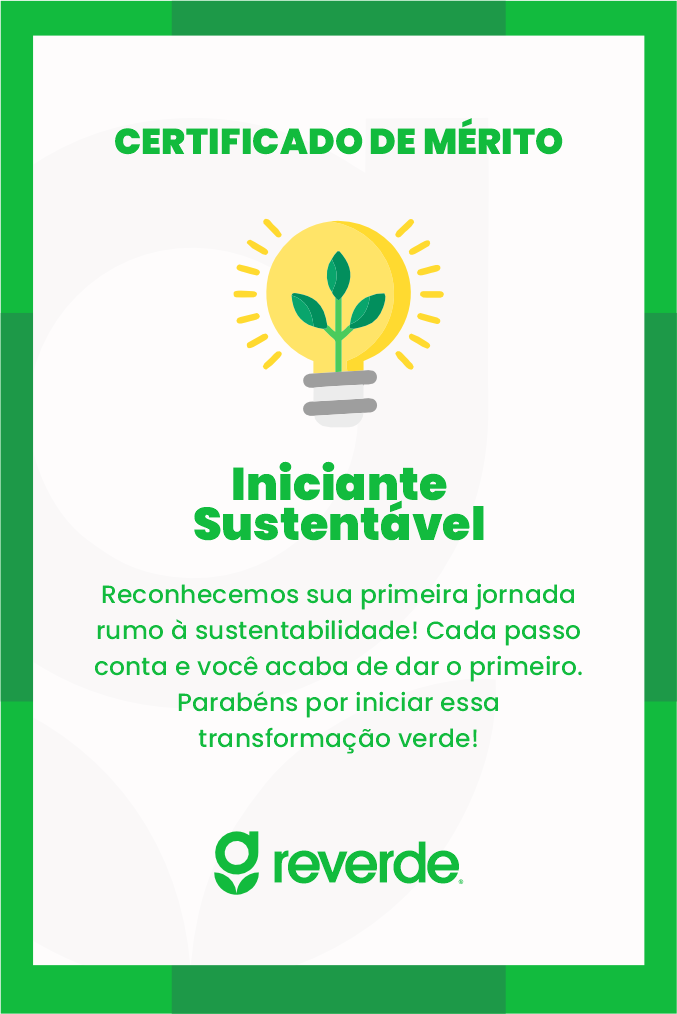 CERTIFICADO DE MÉRITO
Iniciante
Sustentável
Reconhecemos sua primeira jornada
rumo à sustentabilidade! Cada passo
conta e você acaba de dar o primeiro.
Parabéns por iniciar essa
transformação verde!
reverde®